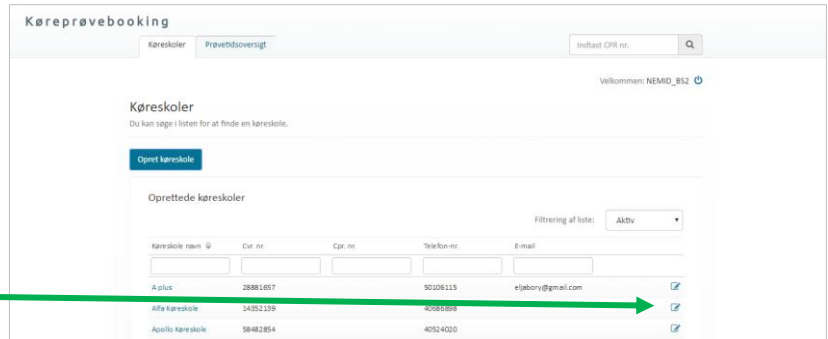 Køreprøvebooking
Køreskoler Prøvetidsoversigt Indtast CPR nr.
Velkommen: NEMID_BS2
Køreskoler
Du kan søge i listen for at finde en køreskole.
Opret køreskole
Oprettede køreskoler
Filtrering af liste: Aktiv
Køreskole navn Cvr. nr. Cpr. nr. Telefon-nr. E-mail
A plus 28881657 50106115 eljabory@gmail.com
Alfa Køreskole 14352139 40686898
Apollo Køreskole 58482854 40524020